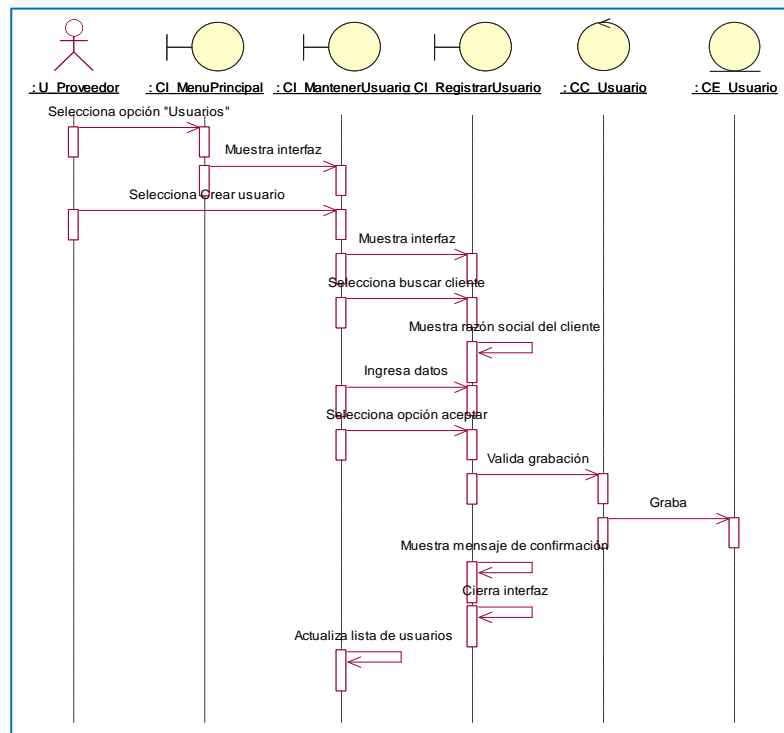 : U_Proveedor
: CI_MenuPrincipal
: CI_MantenerUsuario
: CI_RegistrarUsuario
: CC_Usuario
: CE_Usuario
Selecciona opción "Usuarios"
Muestra interfaz
Selecciona Crear usuario
Muestra interfaz
Selecciona buscar cliente
Muestra razón social del cliente
Ingresa datos
Selecciona opción aceptar
Valida grabación
Graba
Muestra mensaje de confirmación
Cierra interfaz
Actualiza lista de usuarios